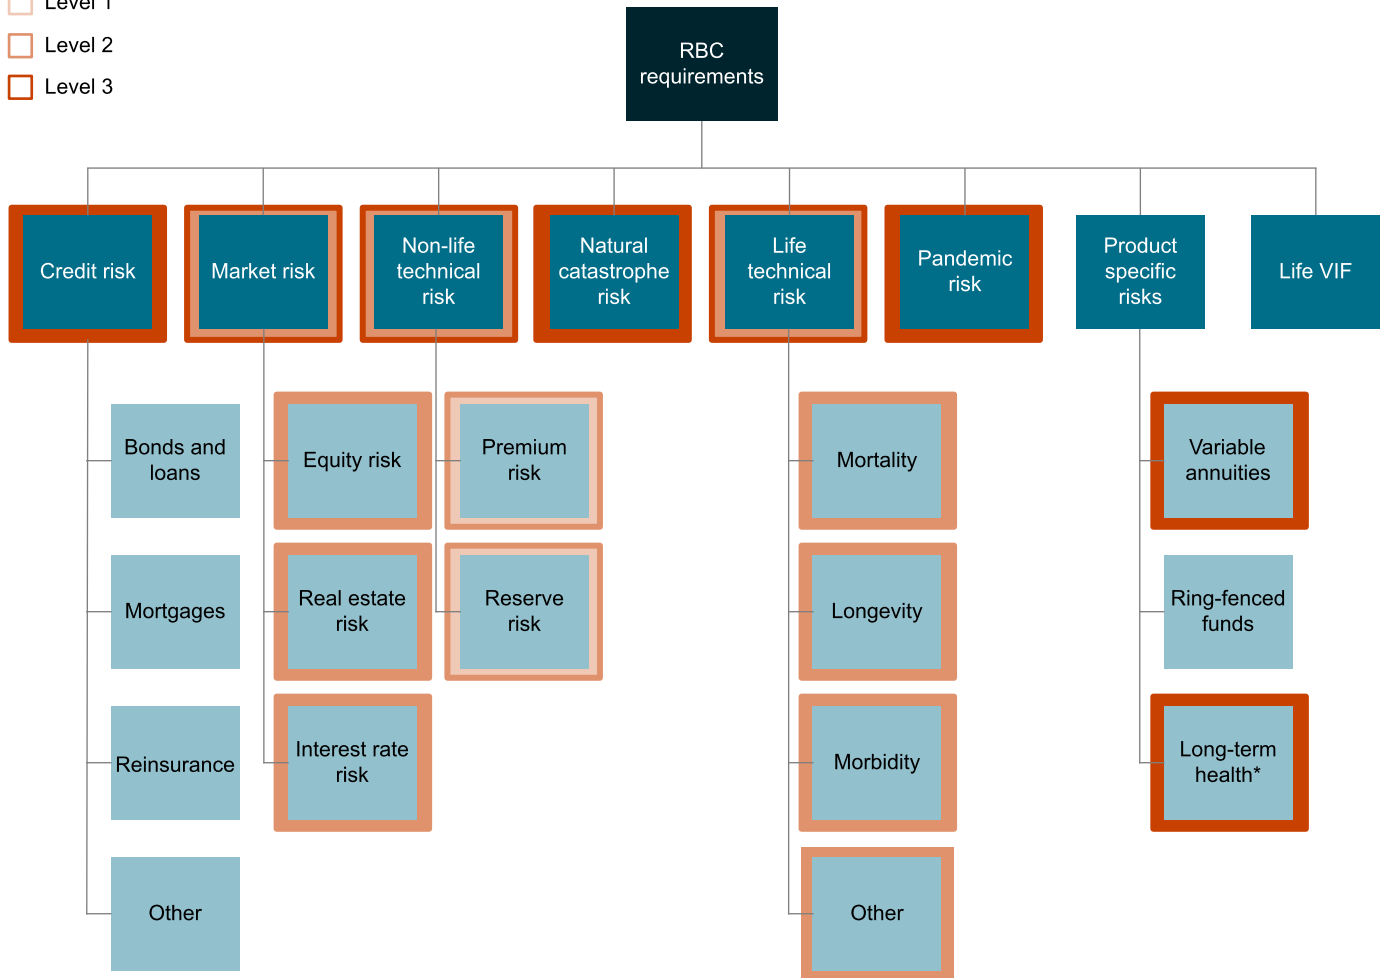 Level 1
Level 2
Level 3
RBC
requirements
Credit risk
Market risk
Non-life
technical
risk
Natural
catastrophe
risk
Life
technical
risk
Pandemic
risk
Product
specific
risks
Life VIF
Bonds and
loans
Mortgages
Reinsurance
Other
Equity risk
Real estate
risk
Interest rate
risk
Premium
risk
Reserve
risk
Mortality
Longevity
Morbidity
Other
Variable
annuities
Ring-fenced
funds
Long-term
health*